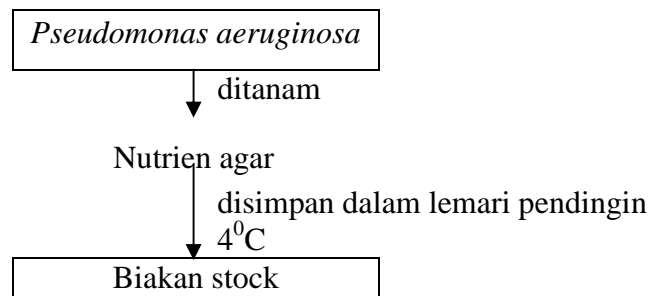 Pseudomonas aeruginosa
ditanam
Nutrien agar
disimpan dalam lemari pendingin
4⁰C
Biakan stock